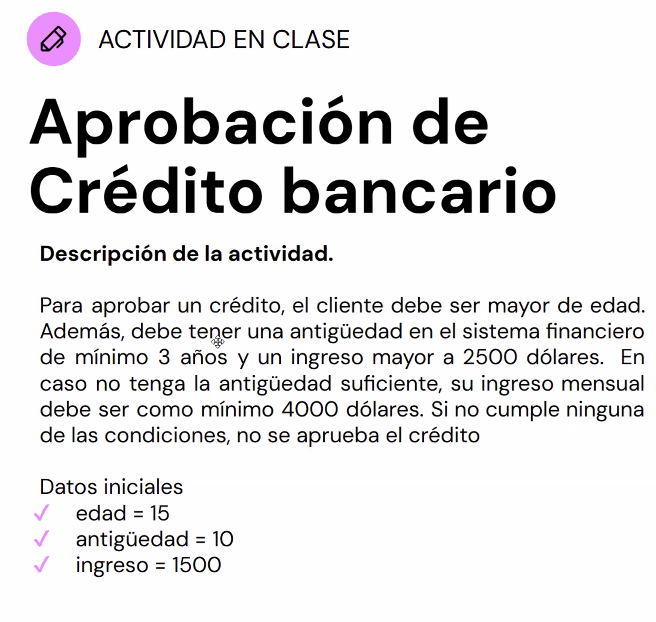 ACTIVIDAD EN CLASE
Aprobación de
Crédito bancario
Descripción de la actividad.
Para aprobar un crédito, el cliente debe ser mayor de edad.
Además, debe tener una antigüedad en el sistema financiero
de mínimo 3 años y un ingreso mayor a 2500 dólares. En
caso no tenga la antigüedad suficiente, su ingreso mensual
debe ser como mínimo 4000 dólares. Si no cumple ninguna
de las condiciones, no se aprueba el crédito
Datos iniciales
✓ edad = 15
✓ antigüedad = 10
✓ ingreso = 1500